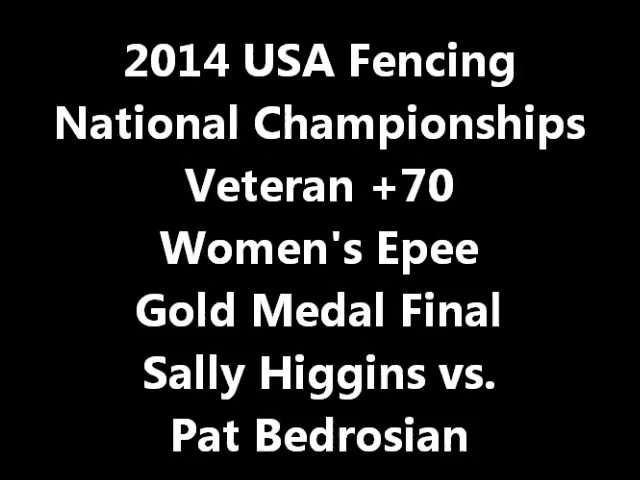 2014 USA Fencing
National Championships
Veteran +70
Women's Epee
Gold Medal Final
Sally Higgins vs.
Pat Bedrosian